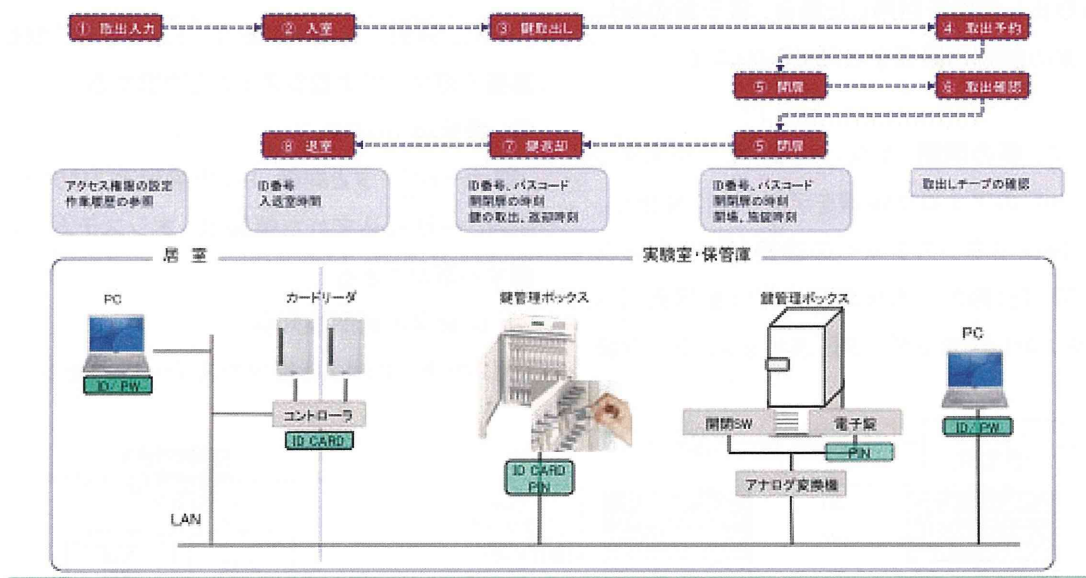 ① 取出入力
② 入室
③ 鍵取出し
④ 取出予約
⑤ 開扉
⑥ 取出確認
⑧ 退室
⑦ 鍵返却
⑤ 閉扉
アクセス権限の設定
作業履歴の参照
ID番号
入退室時間
ID番号、パスコード
開閉扉の時刻
鍵の取出、返却時刻
ID番号、パスコード
開閉扉の時刻
開場、施錠時刻
取出しテープの確認
居 室
実験室・保管庫
PC
カードリーダ
鍵管理ボックス
鍵管理ボックス
PC
ID/PW
コントローラ
ID CARD
ID CARD
PIN
開閉SW
電子錠
PIN
アナログ変換機
ID/PW
LAN